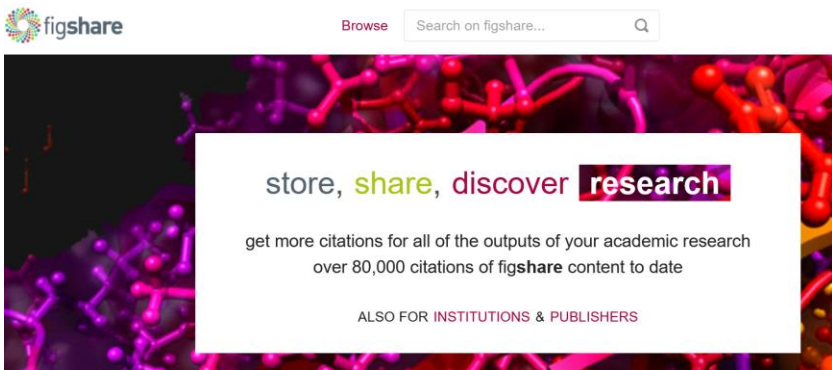 figshare
Browse
Search on figshare...
store, share, discover research
get more citations for all of the outputs of your academic research
over 80,000 citations of figshare content to date
ALSO FOR INSTITUTIONS & PUBLISHERS